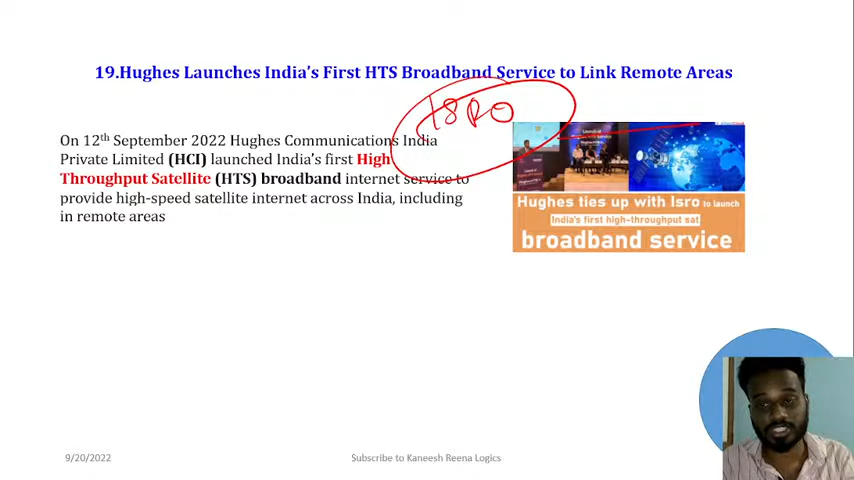 19.Hughes Launches India's First HTS Broadband Service to Link Remote Areas
ISRO
On 12th September 2022 Hughes Communications India
Private Limited (HCI) launched India's first High
Throughput Satellite (HTS) broadband internet service to
provide high-speed satellite internet across India, including
in remote areas
Hughes ties up with Isro to launch
India's first high-throughput sat
broadband service
9/20/2022
Subscribe to Kaneesh Reena Logics